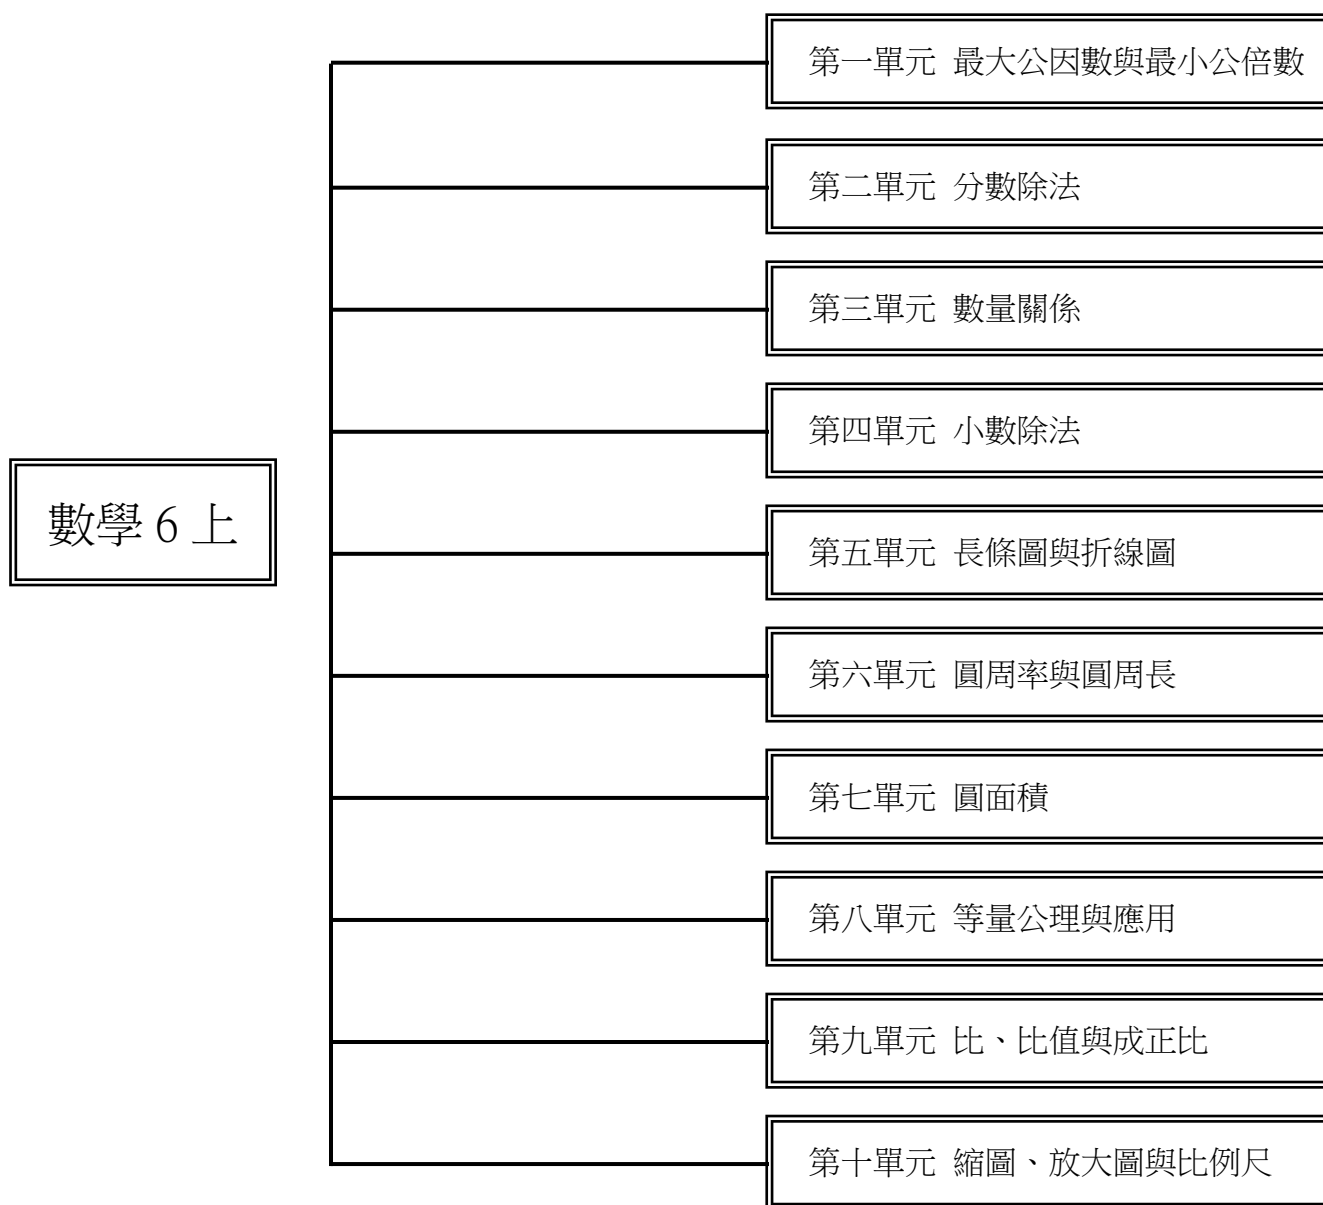 第一單元 最大公因數與最小公倍數
第二單元 分數除法
第三單元 數量關係
第四單元 小數除法
數學 6 上
第五單元 長條圖與折線圖
第六單元 圓周率與圓周長
第七單元 圓面積
第八單元 等量公理與應用
第九單元 比、比值與成正比
第十單元 縮圖、放大圖與比例尺